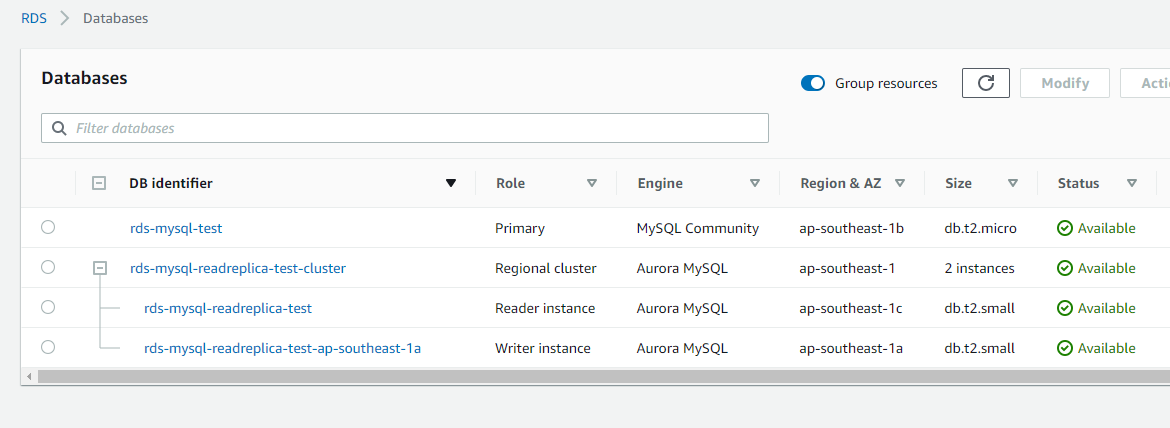 RDS > Databases
Databases
Group resources
Modify
Filter databases
DB identifier Role Engine Region & AZ Size Status
rds-mysql-test Primary MySQL Community ap-southeast-1b db.t2.micro Available
rds-mysql-readreplica-test-cluster Regional cluster Aurora MySQL ap-southeast-1 2 instances Available
rds-mysql-readreplica-test Reader instance Aurora MySQL ap-southeast-1c db.t2.small Available
rds-mysql-readreplica-test-ap-southeast-1a Writer instance Aurora MySQL ap-southeast-1a db.t2.small Available